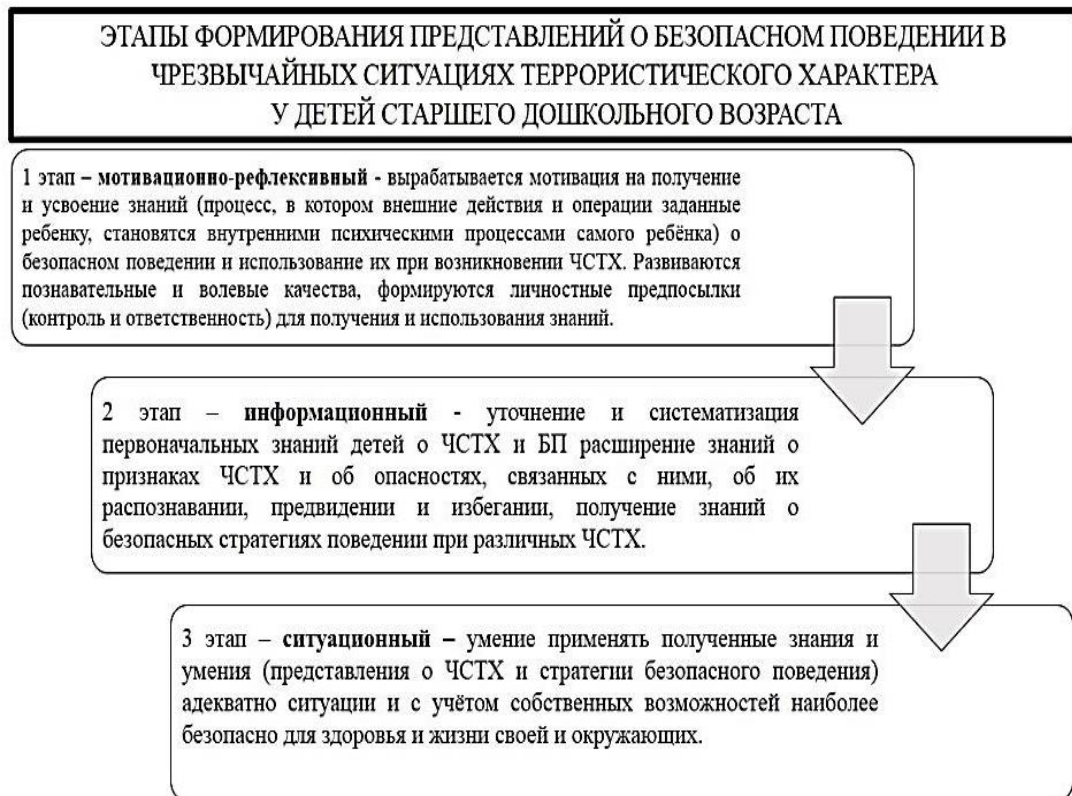 ЭТАПЫ ФОРМИРОВАНИЯ ПРЕДСТАВЛЕНИЙ О БЕЗОПАСНОМ ПОВЕДЕНИИ В
ЧРЕЗВЫЧАЙНЫХ СИТУАЦИЯХ ТЕРРОРИСТИЧЕСКОГО ХАРАКТЕРА
У ДЕТЕЙ СТАРШЕГО ДОШКОЛЬНОГО ВОЗРАСТА
1 этап – мотивационно-рефлексивный - вырабатывается мотивация на получение
и усвоение знаний (процесс, в котором внешние действия и операции заданные
ребенку, становятся внутренними психическими процессами самого ребёнка) о
безопасном поведении и использование их при возникновении ЧСТХ. Развиваются
познавательные и волевые качества, формируются личностные предпосылки
(контроль и ответственность) для получения и использования знаний.
2 этап – информационный - уточнение и систематизация
первоначальных знаний детей о ЧСТХ и БП расширение знаний о
признаках ЧСТХ и об опасностях, связанных с ними, об их
распознавании, предвидении и избегании, получение знаний о
безопасных стратегиях поведении при различных ЧСТХ.
3 этап – ситуационный – умение применять полученные знания и
умения (представления о ЧСТХ и стратегии безопасного поведения)
адекватно ситуации и с учётом собственных возможностей наиболее
безопасно для здоровья и жизни своей и окружающих.